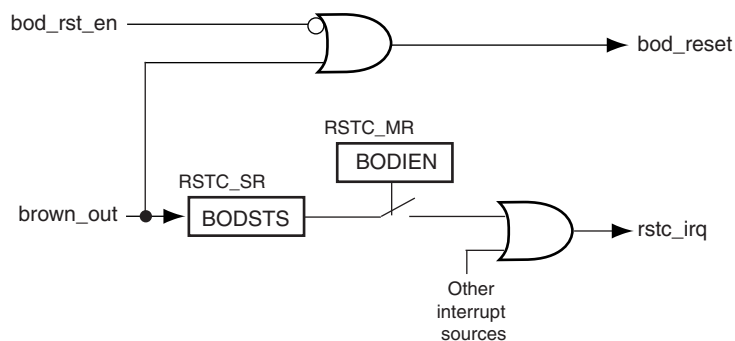 bod_rst_en
bod_reset
RSTC_MR
BODIEN
RSTC_SR
brown_out
BODSTS
rstc_irq
Other
interrupt
sources